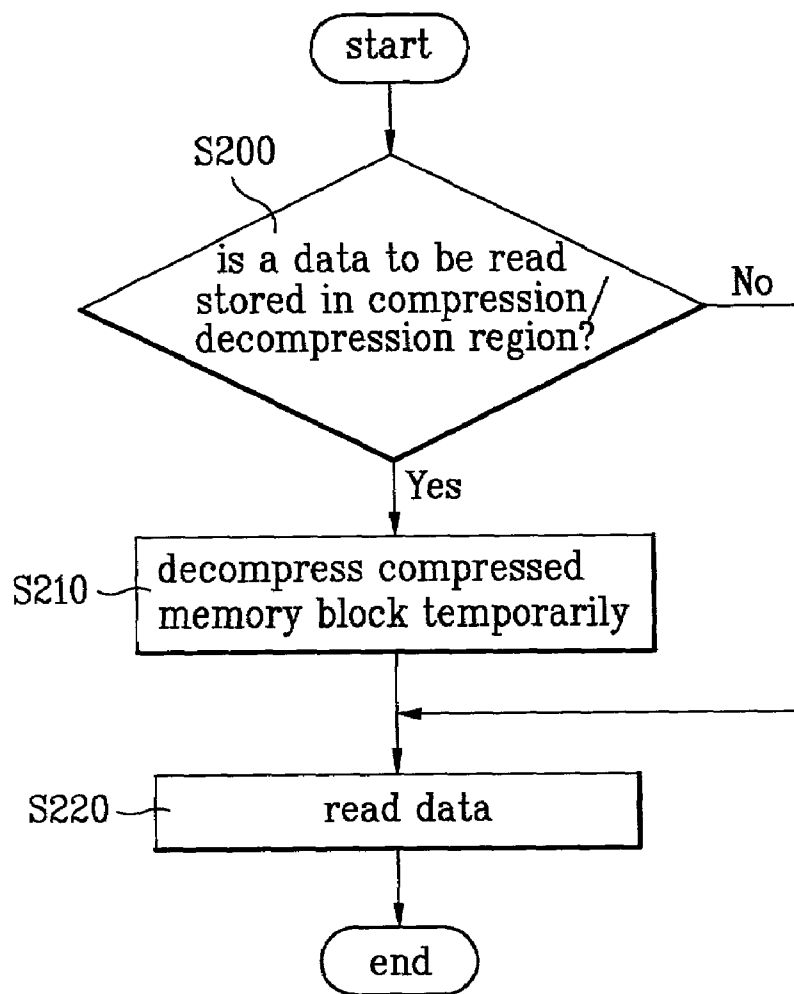 start
S200
is a data to be read
stored in compression/
decompression region?
No
Yes
S210
decompress compressed
memory block temporarily
S220
read data
end